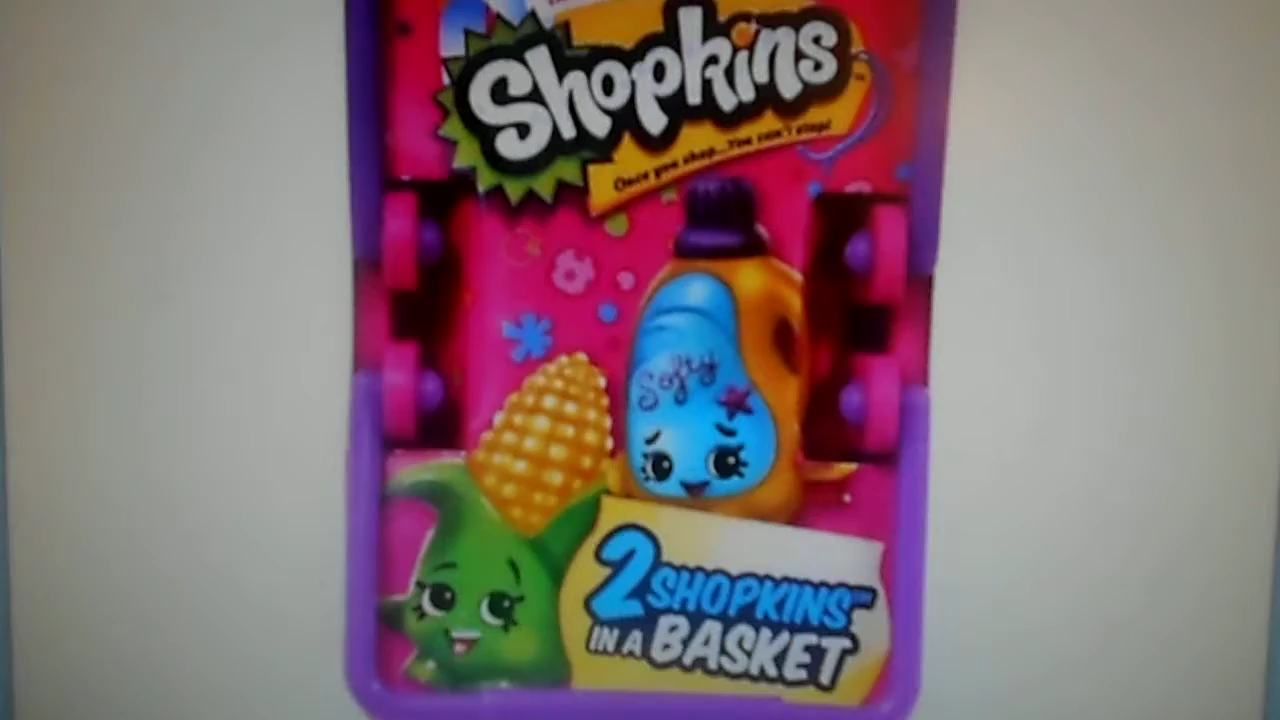 Shopkins
Once you shop...You can't stop!
Softy
2 SHOPKINS™
IN A BASKET